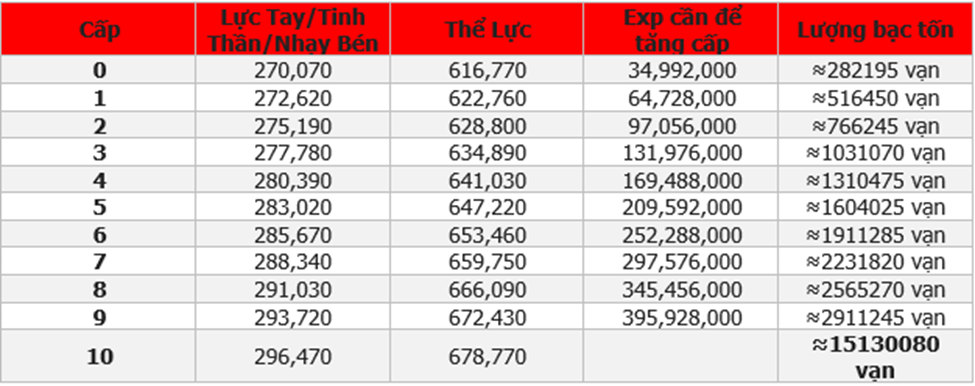 Cấp Lực Tay/Tinh Thần/Nhạy Bén Thể Lực Exp cần để tăng cấp Lượng bạc tốn
0 270,070 616,770 34,992,000 ≈282195 vạn
1 272,620 622,760 64,728,000 ≈516450 vạn
2 275,190 628,800 97,056,000 ≈766245 vạn
3 277,780 634,890 131,976,000 ≈1031070 vạn
4 280,390 641,030 169,488,000 ≈1310475 vạn
5 283,020 647,220 209,592,000 ≈1604025 vạn
6 285,670 653,460 252,288,000 ≈1911285 vạn
7 288,340 659,750 297,576,000 ≈2231820 vạn
8 291,030 666,090 345,456,000 ≈2565270 vạn
9 293,720 672,430 395,928,000 ≈2911245 vạn
10 296,470 678,770 ≈15130080 vạn